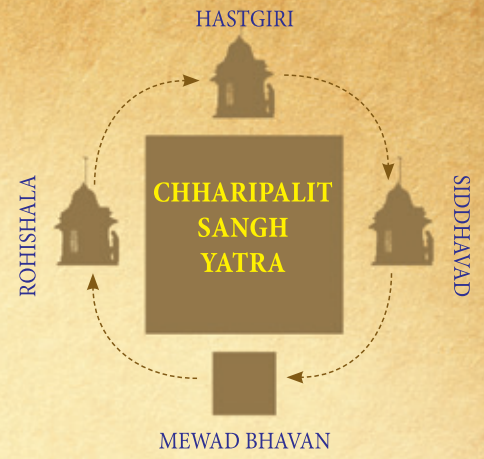 HASTGIRI
ROHISHALA
CHHARIPALIT
SANGH
YATRA
SIDDHAVAD
MEWAD BHAVAN